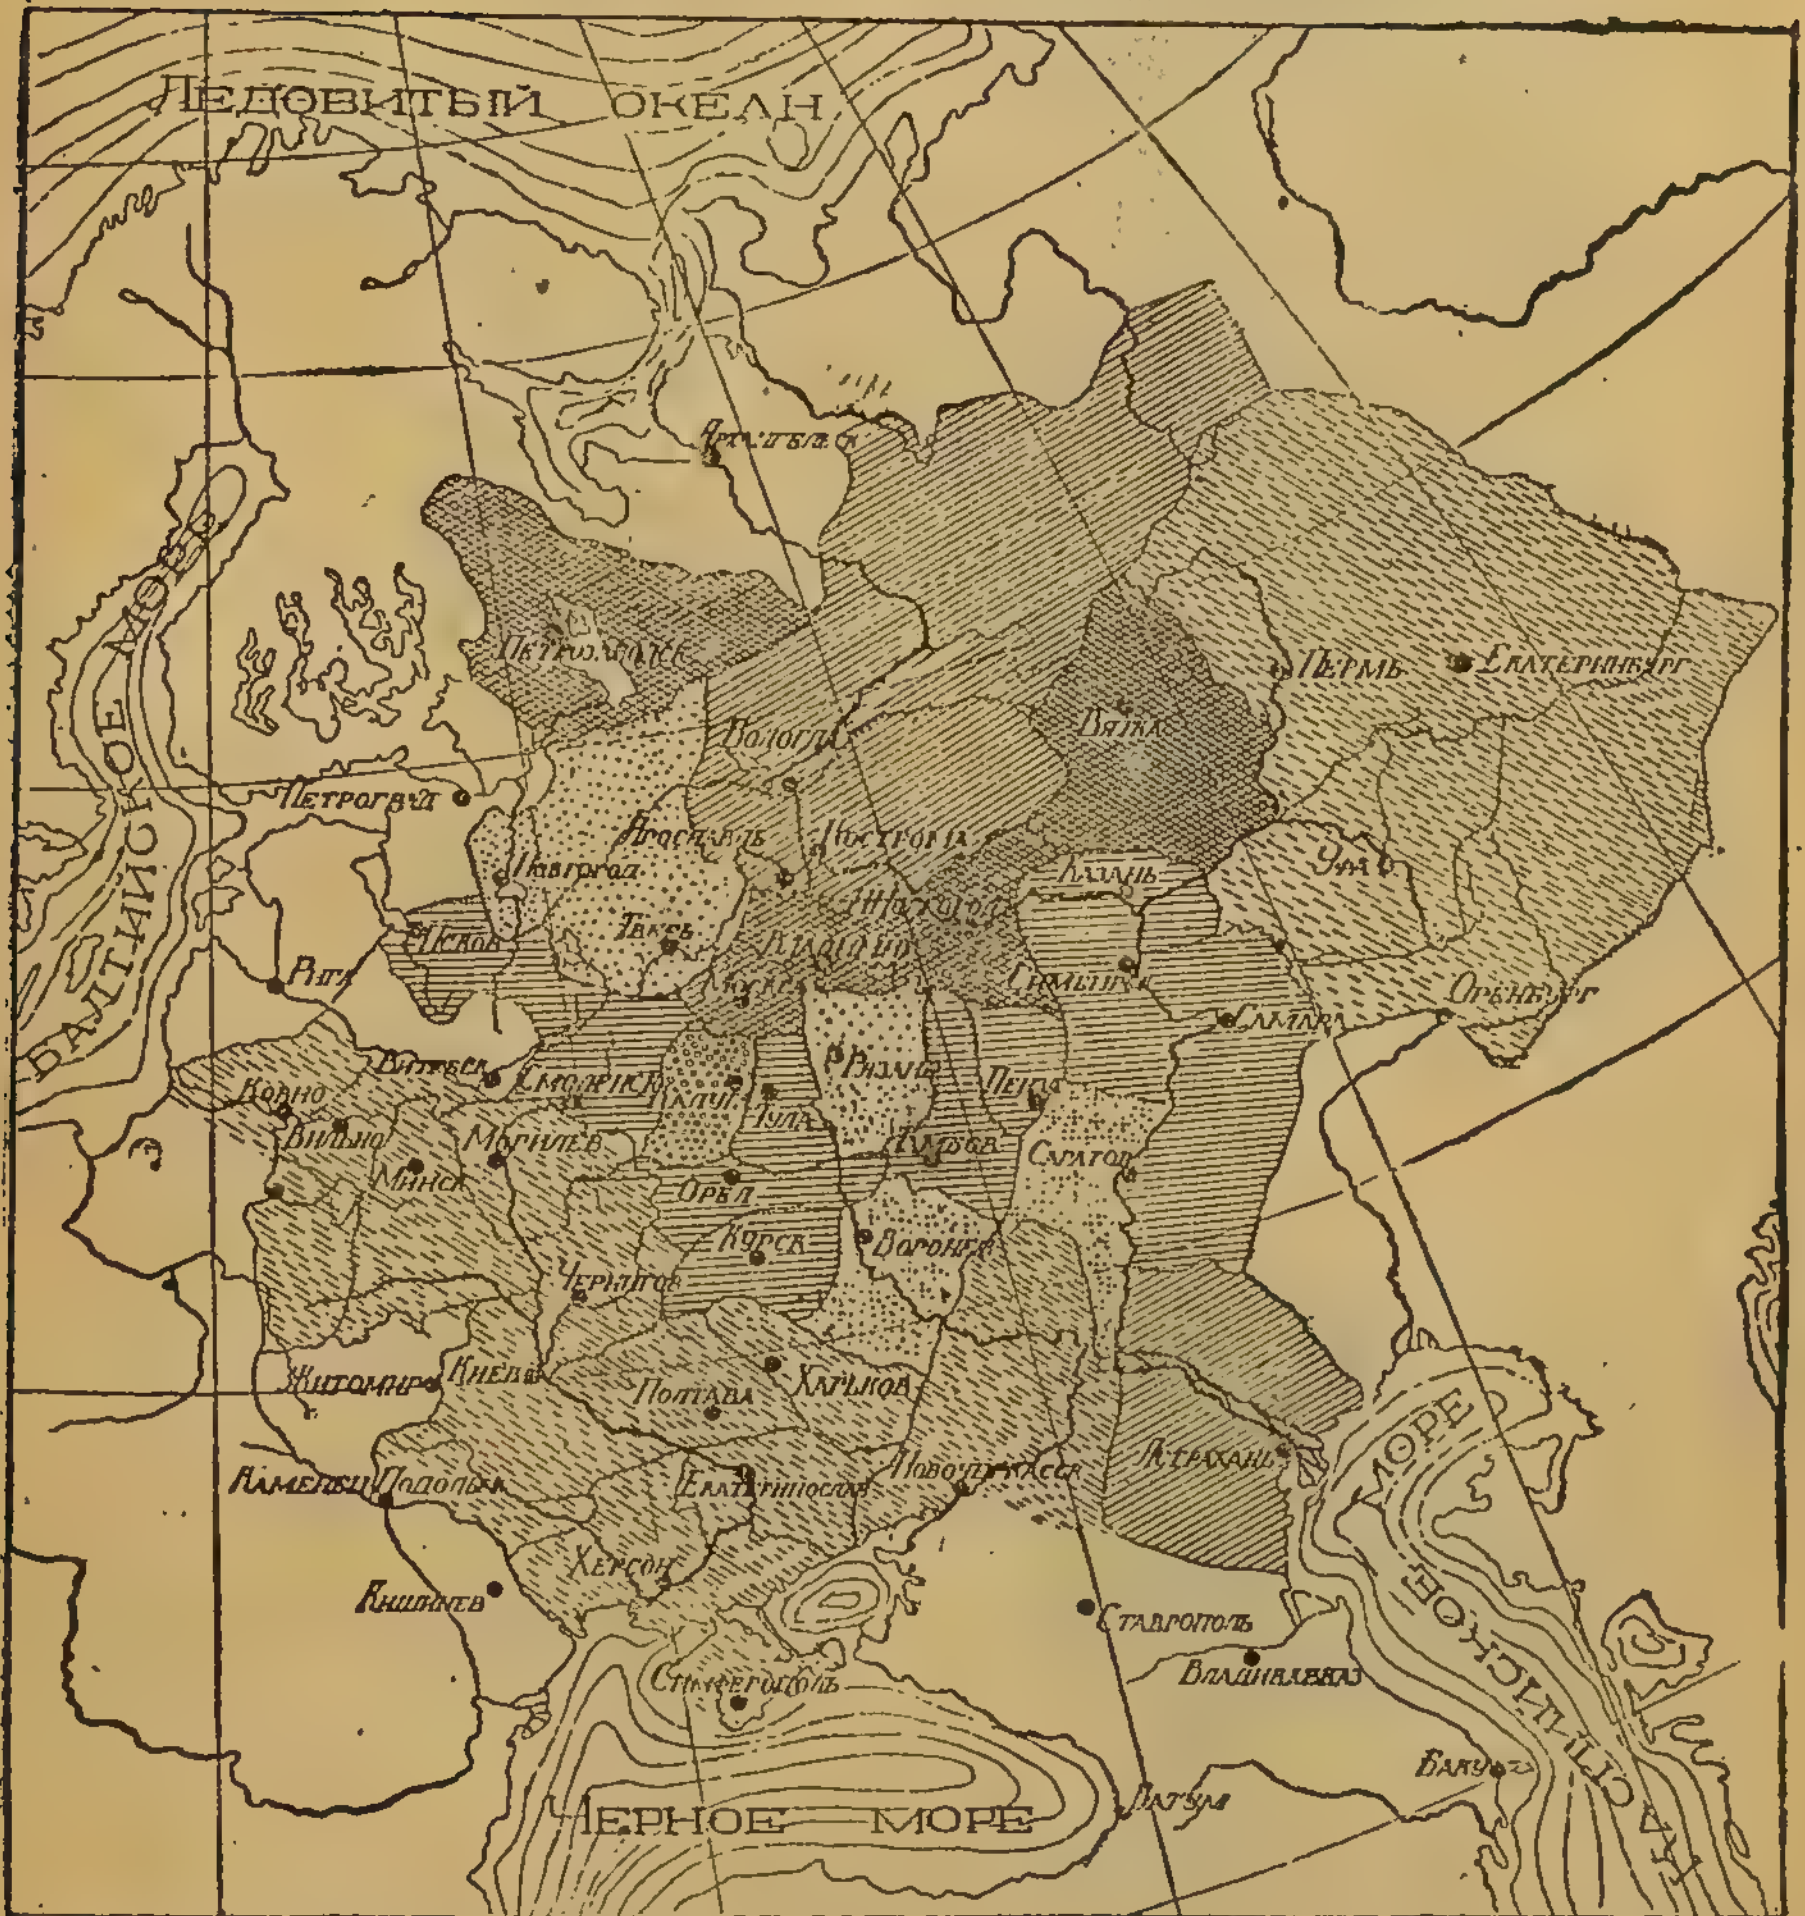 ЛЕДОВИТЫЙ ОКЕАН
БАЛТИЙСКОЕ МОРЕ
ПЕРМЬ
ЕКАТЕРИНБУРГ
ВОЛОГДА
ВЯТКА
ПЕТРОГРАД
ЯРОСЛАВЛЬ
КОСТРОМА
НОВГОРОД
КАЗАНЬ
УФА
ПСКОВ
ТВЕРЬ
РИГА
МОСКВА
СИМБИРСК
ОРЕНБУРГ
САМАРА
ВИТЕБСК
СМОЛЕНСК
КАЛУГА
РЯЗАНЬ
ПЕНЗА
КОВНО
ТУЛА
ВИЛЬНО
МОГИЛЕВ
ТАМБОВ
САРАТОВ
МИНСК
ОРЕЛ
КУРСК
ВОРОНЕЖ
ЧЕРНИГОВ
ЖИТОМИР
КИЕВ
ПОЛТАВА
ХАРЬКОВ
АСТРАХАНЬ
КАМЕНЕЦ ПОДОЛЬСК
ЕКАТЕРИНОСЛАВ
НОВОЧЕРКАССК
ХЕРСОН
КИШИНЕВ
СТАВРОПОЛЬ
ВЛАДИКАВКАЗ
СИМФЕРОПОЛЬ
БАКУ
БАТУМ
ЧЕРНОЕ МОРЕ
КАСПИЙСКОЕ МОРЕ